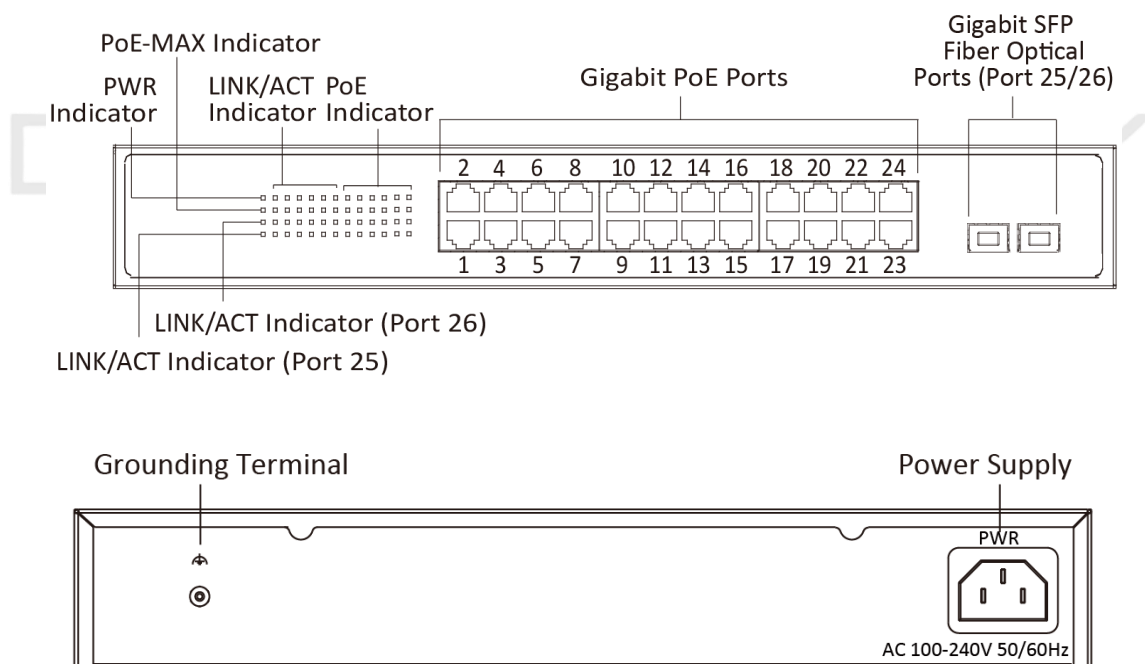 Gigabit SFP
Fiber Optical
Ports (Port 25/26)
PoE-MAX Indicator
PWR
Indicator
LINK/ACT
Indicator
PoE
Indicator
Gigabit PoE Ports
2 4 6 8 10 12 14 16 18 20 22 24
1 3 5 7 9 11 13 15 17 19 21 23
LINK/ACT Indicator (Port 26)
LINK/ACT Indicator (Port 25)
Grounding Terminal
Power Supply
PWR
AC 100-240V 50/60Hz